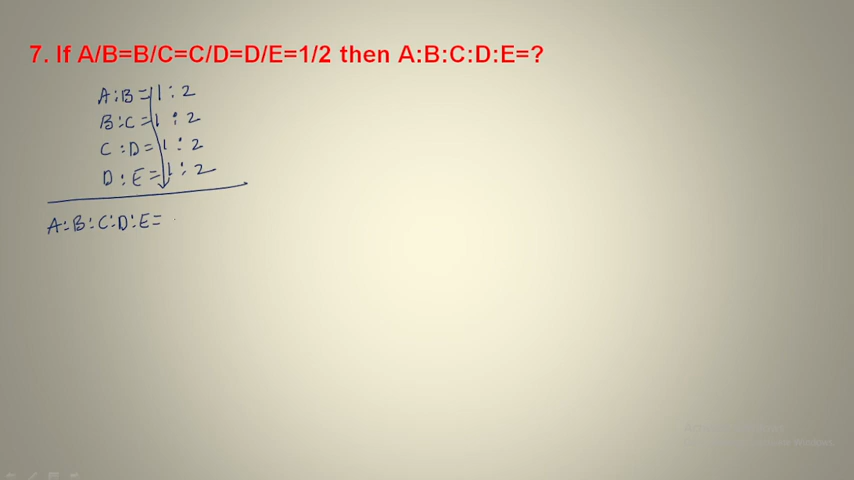 7. If A/B=B/C=C/D=D/E=1/2 then A:B:C:D:E=?
A:B=1:2
B:C=1:2
C:D=1:2
D:E=1:2
A:B:C:D:E=